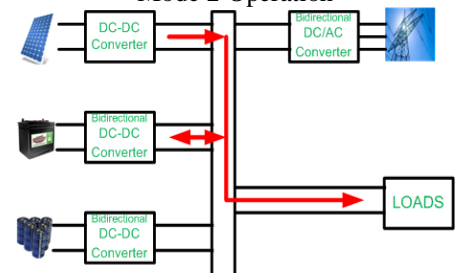 Mode 2 Operation
DC-DC
Converter
Bidirectional
DC/AC
Converter
Bidirectional
DC-DC
Converter
LOADS
Bidirectional
DC-DC
Converter